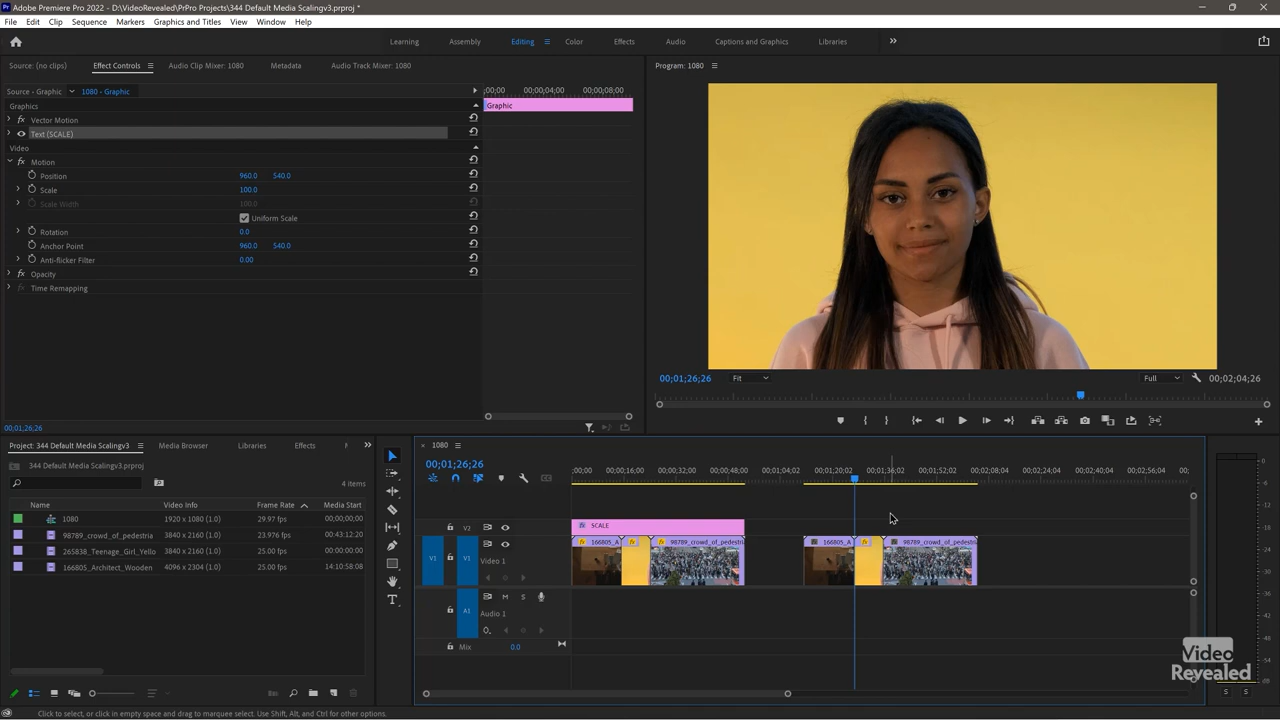 Adobe Premiere Pro 2022 - D:\VideoRevealed\PrPro Projects\344 Default Media Scalingv3.prproj *
File Edit Clip Sequence Markers Graphics and Titles View Window Help
Learning Assembly Editing Color Effects Audio Captions and Graphics Libraries
Source: (no clips) Effect Controls Audio Clip Mixer: 1080 Metadata Audio Track Mixer: 1080
Program: 1080
Source - Graphic 1080 - Graphic
;00;00 00;00;04;00 00;00;08;00
Graphics
Graphic
fx Vector Motion
Text (SCALE)
Video
fx Motion
Position 960.0 540.0
Scale 100.0
Scale Width 100.0
Uniform Scale
Rotation 0.0
Anchor Point 960.0 540.0
Anti-flicker Filter 0.00
fx Opacity
fx Time Remapping
00;01;26;26
00;01;26;26 Fit Full 00;02;04;26
Project: 344 Default Media Scalingv3 Media Browser Libraries Effects
344 Default Media Scalingv3.prproj
4 items
Name Video Info Frame Rate Media Start
1080 1920 x 1080 (1.0) 29.97 fps 00;00;00;00
98789_crowd_of_pedestria 3840 x 2160 (1.0) 23.976 fps 00:43:12:20
265838_Teenage_Girl_Yello 3840 x 2160 (1.0) 25.00 fps 00:00:00:00
166805_Architect_Wooden 4096 x 2304 (1.0) 25.00 fps 14:10:58:08
1080
00;01;26;26
;00;00 00;00;16;00 00;00;32;00 00;00;48;00 00;01;04;02 00;01;20;02 00;01;36;02 00;01;52;02 00;02;08;04 00;02;24;04 00;02;40;04 00;02;56;04 00;
V2
fx SCALE
V1 V1 Video 1
fx 166805_A fx fx 98789_crowd_of_pedestri fx 166805_A fx fx 98789_crowd_of_pedestri
A1 M S
Audio 1
Mix 0.0
0
S S
Video
Revealed
Click to select, or click in empty space and drag to marquee select. Use Shift, Alt, and Ctrl for other options.